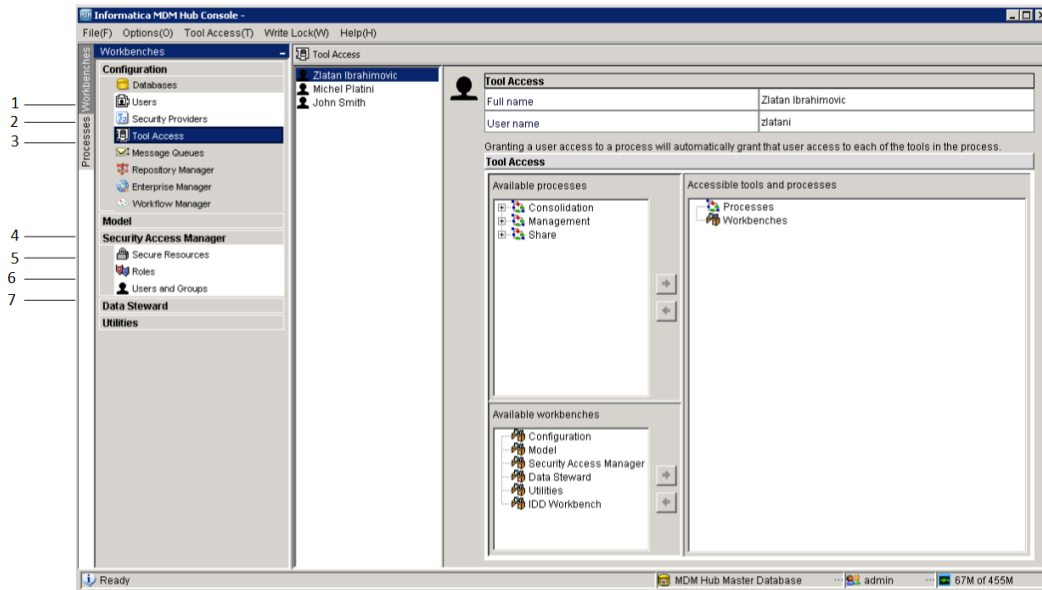 Informatica MDM Hub Console -
File(F) Options(O) Tool Access(T) Write Lock(W) Help(H)
Workbenches
Processes
Workbenches
Configuration
Databases
1
Users
2
Security Providers
3
Tool Access
Message Queues
Repository Manager
Enterprise Manager
Workflow Manager
Model
4
Security Access Manager
5
Secure Resources
6
Roles
7
Users and Groups
Data Steward
Utilities
Tool Access
Zlatan Ibrahimovic
Michel Platini
John Smith
Tool Access
Full name Zlatan Ibrahimovic
User name zlatani
Granting a user access to a process will automatically grant that user access to each of the tools in the process.
Tool Access
Available processes
Consolidation
Management
Share
Available workbenches
Configuration
Model
Security Access Manager
Data Steward
Utilities
IDD Workbench
Accessible tools and processes
Processes
Workbenches
Ready
MDM Hub Master Database
admin
67M of 455M